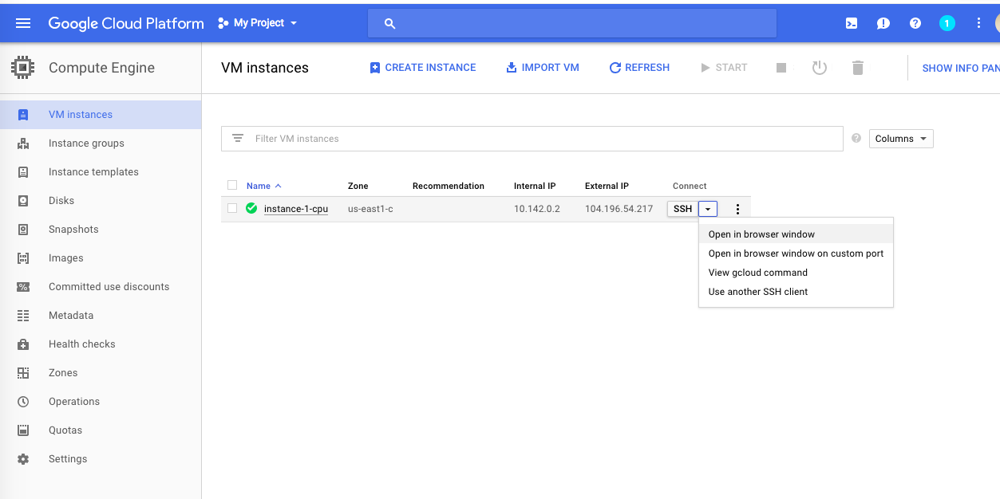 Google Cloud Platform My Project 1
Compute Engine VM instances CREATE INSTANCE IMPORT VM REFRESH START SHOW INFO PAN
VM instances
Instance groups
Instance templates
Disks
Snapshots
Images
Committed use discounts
Metadata
Health checks
Zones
Operations
Quotas
Settings
Filter VM instances Columns
Name Zone Recommendation Internal IP External IP Connect
instance-1-cpu us-east1-c 10.142.0.2 104.196.54.217 SSH
Open in browser window
Open in browser window on custom port
View gcloud command
Use another SSH client